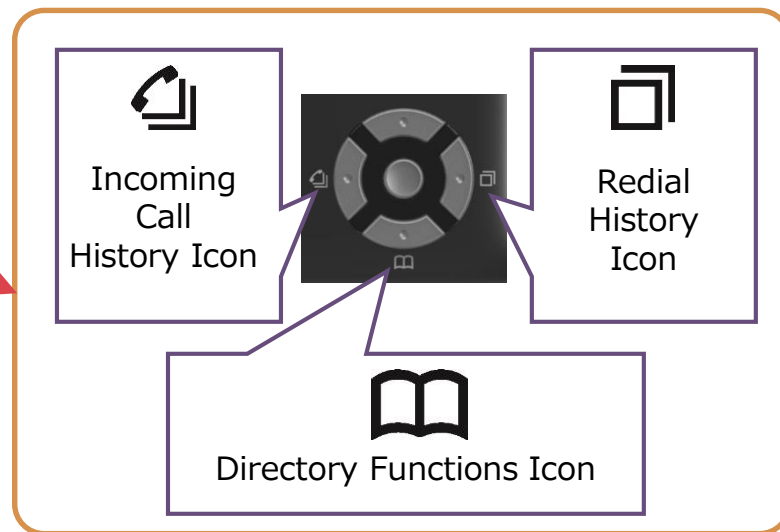 Incoming
Call
History Icon
Redial
History
Icon
Directory Functions Icon